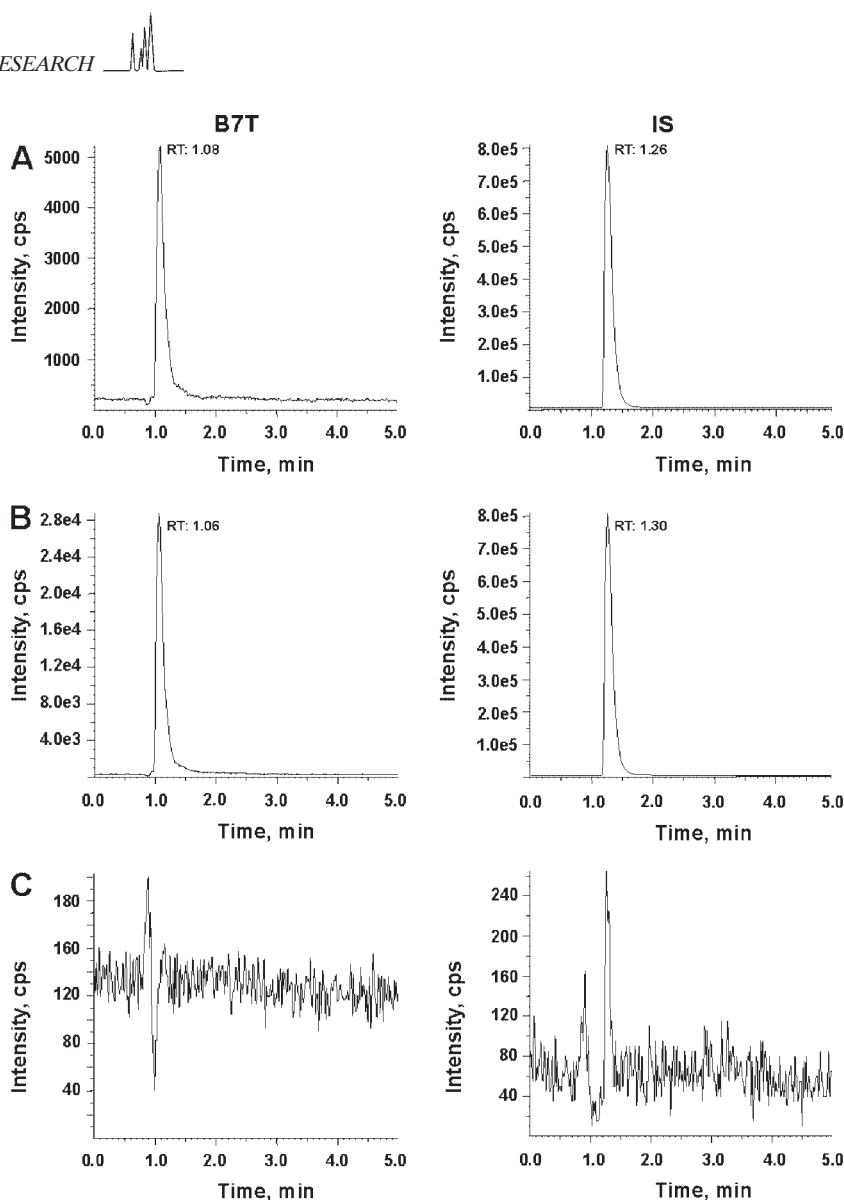 ESEARCH
B7T
IS
A
5000
4000
3000
2000
1000
Intensity, cps
RT: 1.08
0.0 1.0 2.0 3.0 4.0 5.0
Time, min
8.0e5
7.0e5
6.0e5
5.0e5
4.0e5
3.0e5
2.0e5
1.0e5
Intensity, cps
RT: 1.26
0.0 1.0 2.0 3.0 4.0 5.0
Time, min
B
2.8e4
2.4e4
2.0e4
1.6e4
1.2e4
8.0e3
4.0e3
Intensity, cps
RT: 1.06
0.0 1.0 2.0 3.0 4.0 5.0
Time, min
8.0e5
7.0e5
6.0e5
5.0e5
4.0e5
3.0e5
2.0e5
1.0e5
Intensity, cps
RT: 1.30
0.0 1.0 2.0 3.0 4.0 5.0
Time, min
C
180
160
120
80
40
Intensity, cps
0.0 1.0 2.0 3.0 4.0 5.0
Time, min
240
200
160
120
80
40
Intensity, cps
0.0 1.0 2.0 3.0 4.0 5.0
Time, min